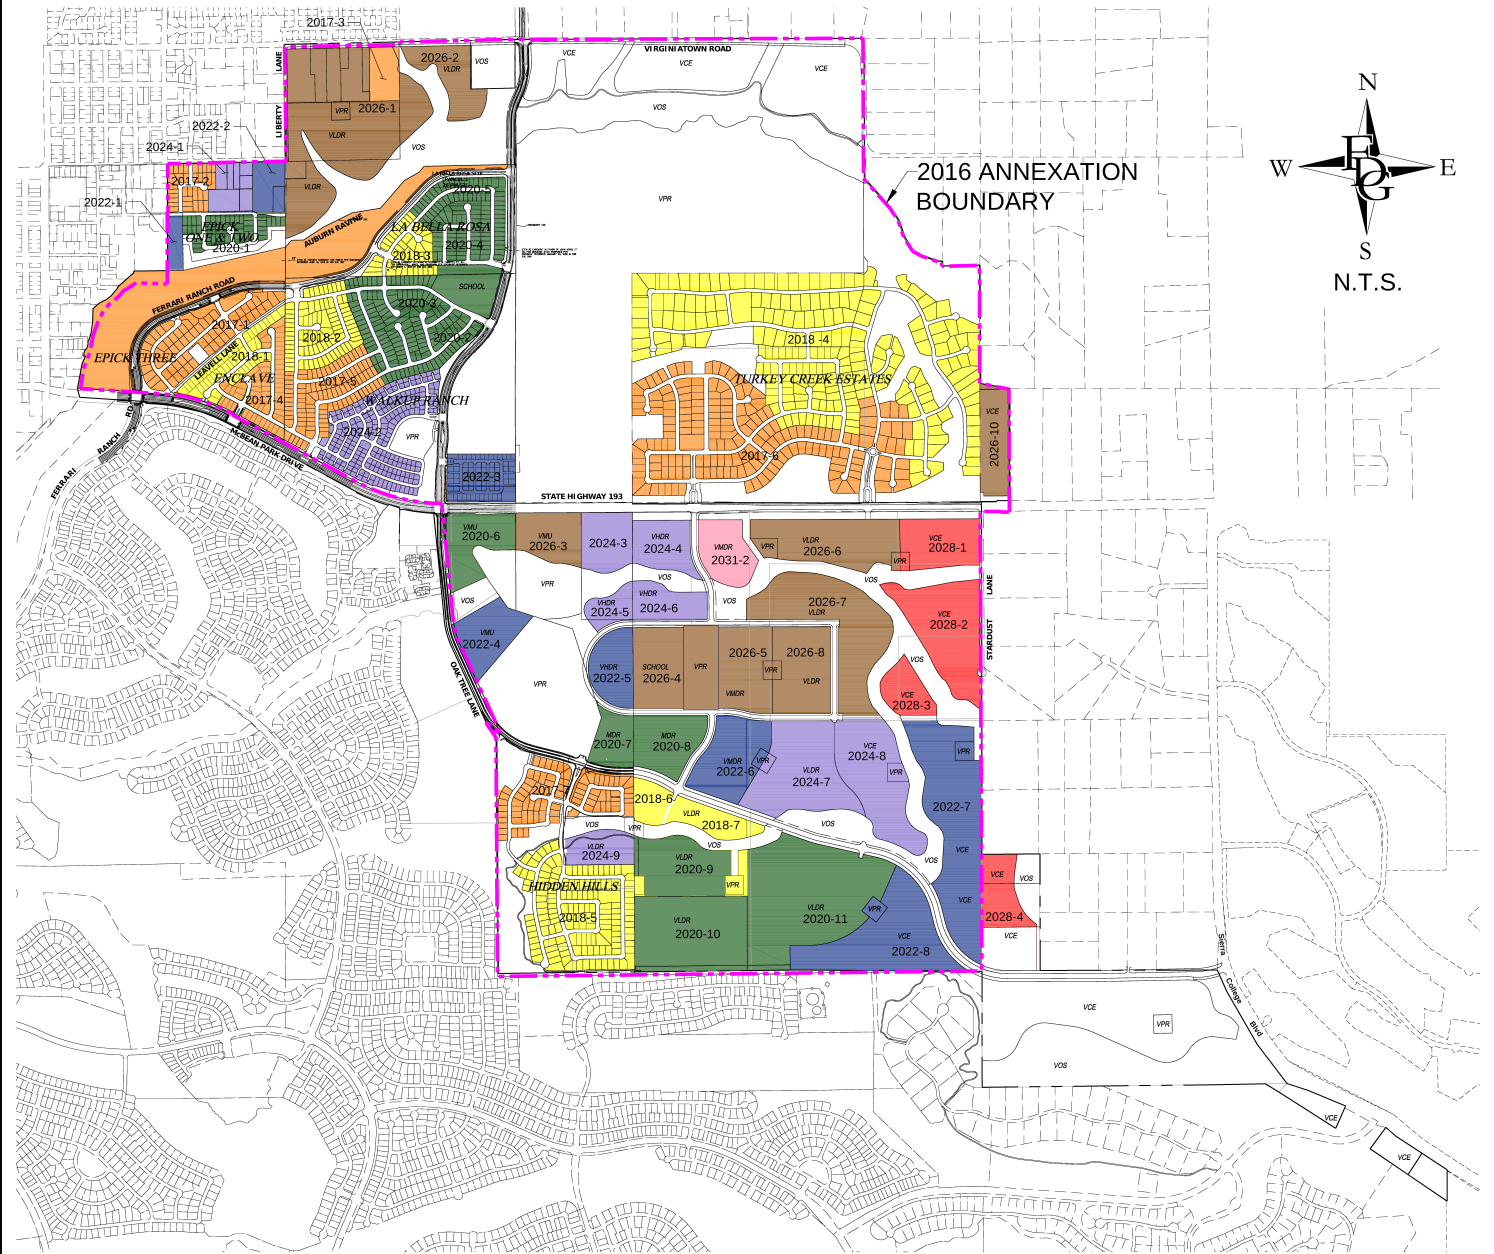 2017-3
VIRGINIATOWN ROAD
2026-2
VLDR
VOS
VCE
VCE
VCE
LIBERTY LANE
VPR
2026-1
VLDR
VOS
VOS
N
W
E
S
FDG
N.T.S.
2022-2
2024-1
2017-2
2022-1
VLDR
2016 ANNEXATION
BOUNDARY
VPR
2020-5
EPICK
ONE & TWO
2020-1
AUBURN RAVINE
LA BELLA ROSA
2020-4
2018-3
FERRARI RANCH ROAD
SCHOOL
2020-3
2017-1
2018-2
2020-2
2018 -4
EPICK THREE
LEAVELL LANE
2018-1
ENCLAVE
2017-5
2017-4
WALKUP RANCH
TURKEY CREEK ESTATES
VCE
2026-10
FERRARI RANCH RD
McBEAN PARK DRIVE
2024-2
VPR
2017-6
2022-3
STATE HIGHWAY 193
VMU
2020-6
VMU
2026-3
2024-3
VHDR
2024-4
VMDR
2031-2
VPR
VLDR
2026-6
VPR
VCE
2028-1
VPR
VOS
VOS
VOS
VHDR
2024-5
VHDR
2024-6
VOS
2026-7
VLDR
VCE
2028-2
STARDUST LANE
VMU
2022-4
OAK TREE LANE
VPR
VHDR
2022-5
SCHOOL
2026-4
VPR
2026-5
VPR
VMDR
2026-8
VLDR
VOS
VCE
2028-3
MDR
2020-7
MDR
2020-8
VMDR
2022-6
VPR
VLDR
2024-7
VCE
2024-8
VPR
VPR
2017-7
2018-6
VLDR
2018-7
2022-7
VOS
VPR
VOS
VOS
VCE
VLDR
2024-9
VLDR
2020-9
VPR
VOS
VCE
VOS
HIDDEN HILLS
2018-5
VLDR
2020-10
VLDR
2020-11
VPR
VCE
2028-4
VCE
VCE
2022-8
VCE
Sierra College Blvd
VCE
VPR
VOS
VCE
VCE